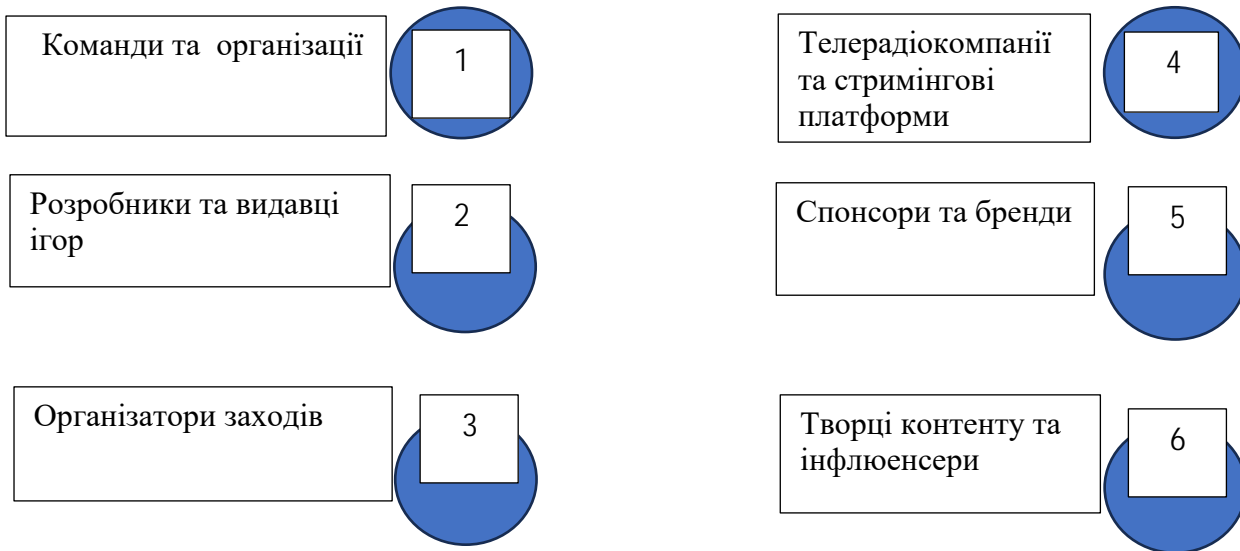 Команди та організації
1
Розробники та видавці
ігор
2
Організатори заходів
3
Телерадіокомпанії
та стримінгові
платформи
4
Спонсори та бренди
5
Творці контенту та
інфлюенсери
6